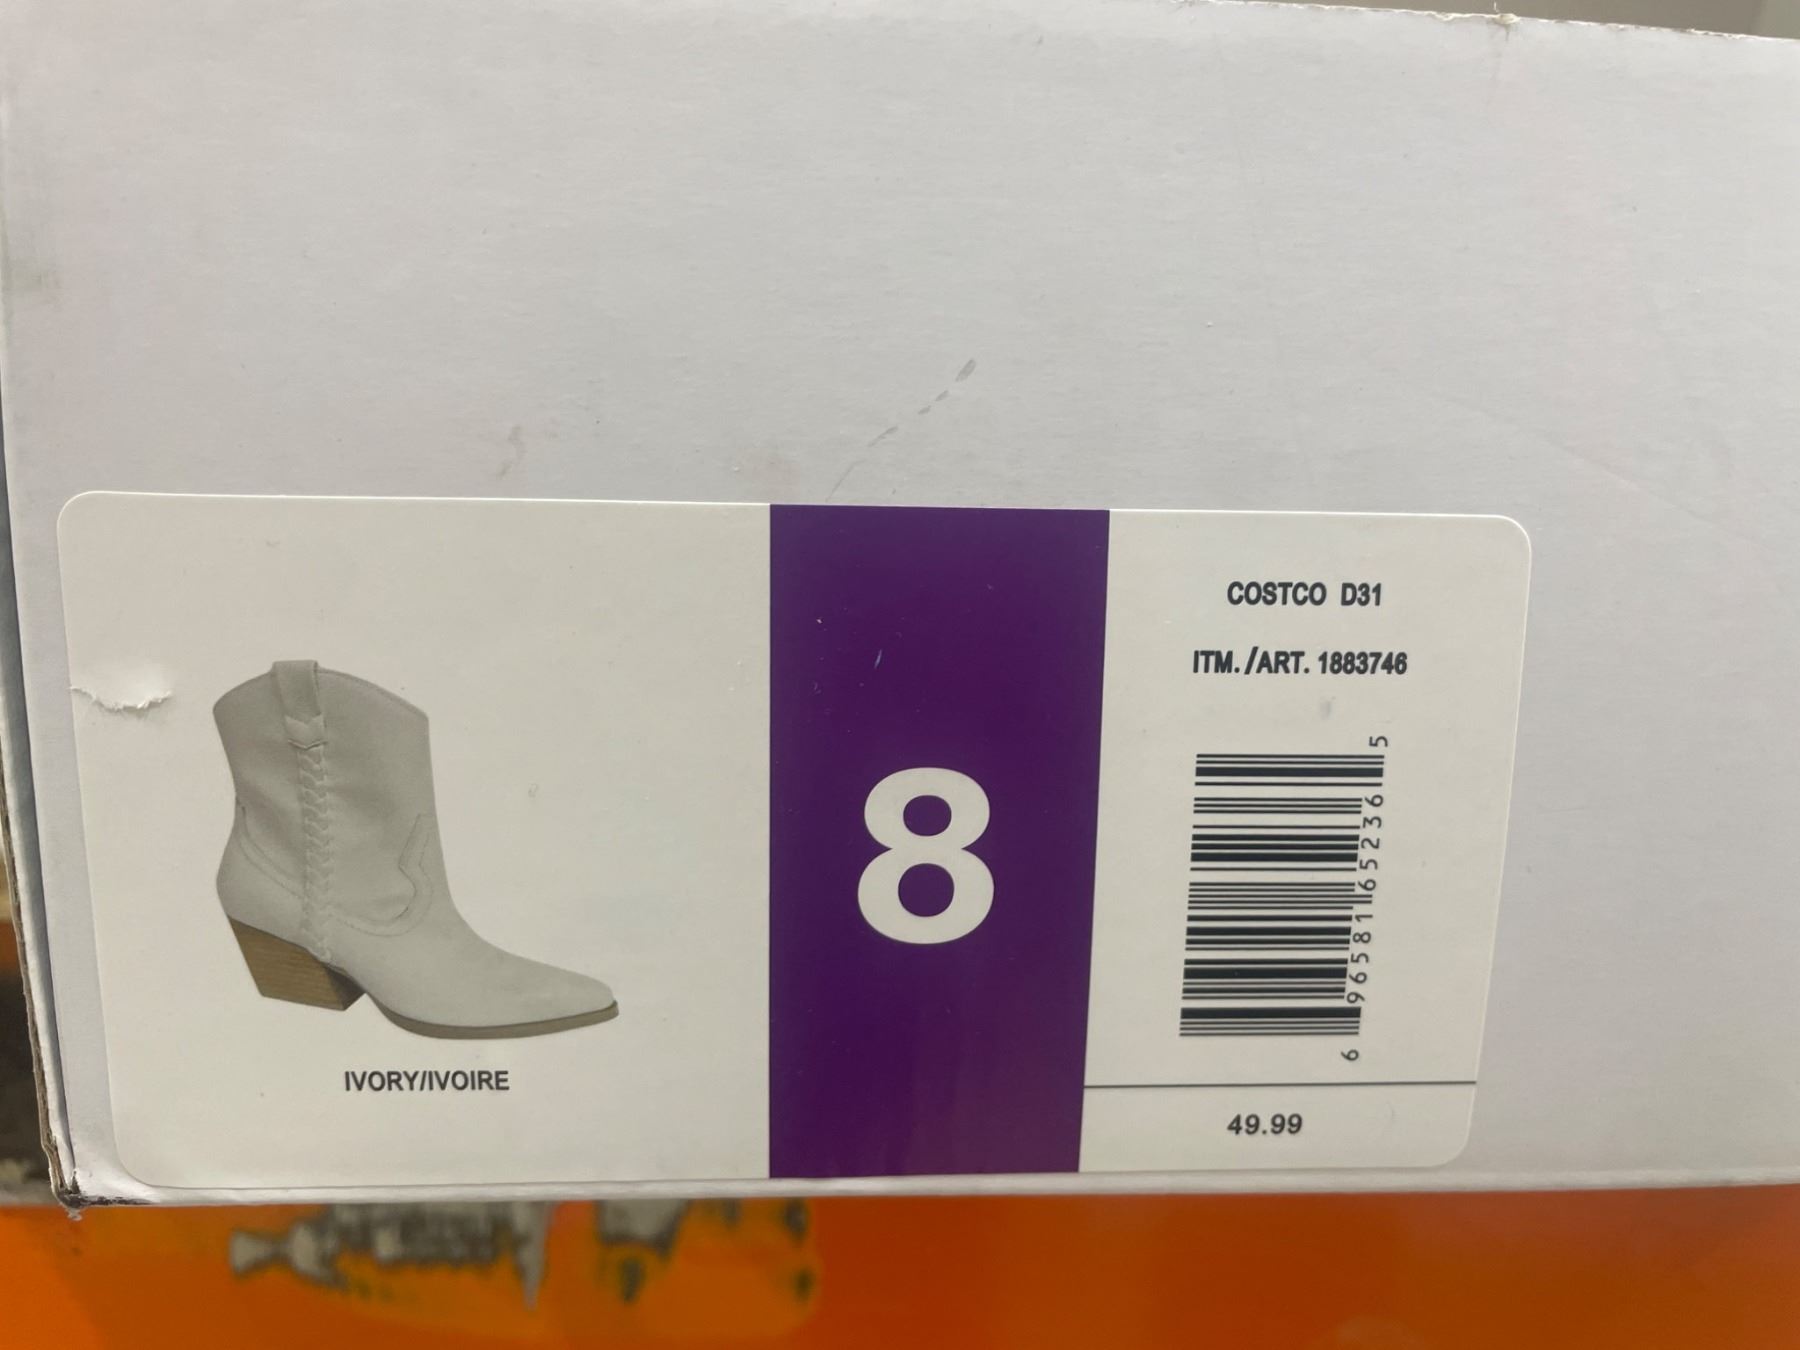 IVORY/IVOIRE
8
COSTCO D31
ITM./ART. 1883746
6 96581 65236 5
49.99